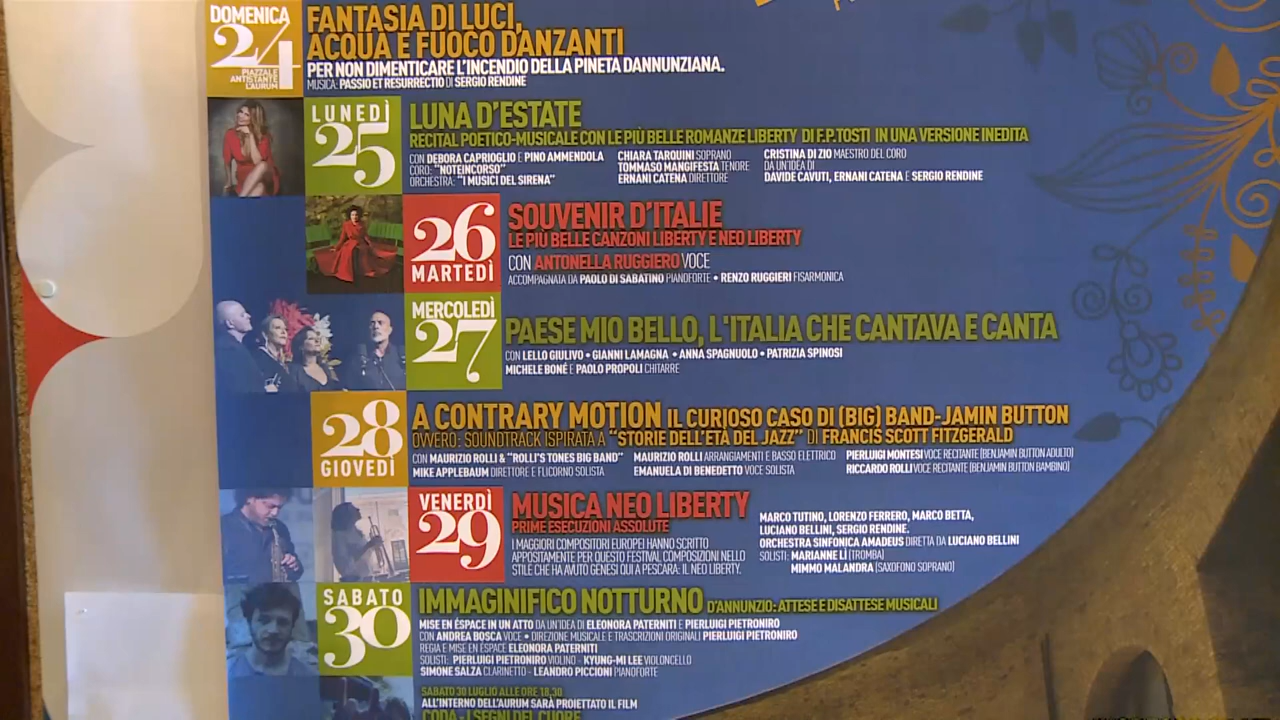 DOMENICA
24
PIAZZALE
ANTISTANTE
L'AURUM
FANTASIA DI LUCI,
ACQUA E FUOCO DANZANTI
PER NON DIMENTICARE L'INCENDIO DELLA PINETA DANNUNZIANA.
MUSICA: PASSIO ET RESURRECTIO DI SERGIO RENDINE
LUNEDÌ
25
LUNA D'ESTATE
RECITAL POETICO-MUSICALE CON LE PIÙ BELLE ROMANZE LIBERTY DI F.P.TOSTI IN UNA VERSIONE INEDITA
CON DEBORA CAPRIOGLIO E PINO AMMENDOLA
CORO: "NOTEINCORSO"
ORCHESTRA: "I MUSICI DEL SIRENA"
CHIARA TARQUINI SOPRANO
TOMMASO MANGIFESTA TENORE
ERNANI CATENA DIRETTORE
CRISTINA DI ZIO MAESTRO DEL CORO
DA UN'IDEA DI
DAVIDE CAVUTI, ERNANI CATENA E SERGIO RENDINE
26
MARTEDÌ
SOUVENIR D'ITALIE
LE PIÙ BELLE CANZONI LIBERTY E NEO LIBERTY
CON ANTONELLA RUGGIERO VOCE
ACCOMPAGNATA DA PAOLO DI SABATINO PIANOFORTE • RENZO RUGGIERI FISARMONICA
MERCOLEDÌ
27
PAESE MIO BELLO, L'ITALIA CHE CANTAVA E CANTA
CON LELLO GIULIVO • GIANNI LAMAGNA • ANNA SPAGNUOLO • PATRIZIA SPINOSI
MICHELE BONÉ E PAOLO PROPOLI CHITARRE
28
GIOVEDÌ
A CONTRARY MOTION IL CURIOSO CASO DI (BIG) BAND-JAMIN BUTTON
OVVERO: SOUNDTRACK ISPIRATA A "STORIE DELL'ETÀ DEL JAZZ" DI FRANCIS SCOTT FITZGERALD
CON MAURIZIO ROLLI & "ROLLI'S TONES BIG BAND"
MIKE APPLEBAUM DIRETTORE E FLICORNO SOLISTA
MAURIZIO ROLLI ARRANGIAMENTI E BASSO ELETTRICO
EMANUELA DI BENEDETTO VOCE SOLISTA
PIERLUIGI MONTESI VOCE RECITANTE (BENJAMIN BUTTON ADULTO)
RICCARDO ROLLI VOCE RECITANTE (BENJAMIN BUTTON BAMBINO)
VENERDÌ
29
MUSICA NEO LIBERTY
PRIME ESECUZIONI ASSOLUTE
I MAGGIORI COMPOSITORI EUROPEI HANNO SCRITTO
APPOSITAMENTE PER QUESTO FESTIVAL COMPOSIZIONI NELLO
STILE CHE HA AVUTO GENESI QUI A PESCARA: IL NEO LIBERTY.
MARCO TUTINO, LORENZO FERRERO, MARCO BETTA,
LUCIANO BELLINI, SERGIO RENDINE.
ORCHESTRA SINFONICA AMADEUS DIRETTA DA LUCIANO BELLINI
SOLISTI: MARIANNE LÌ (TROMBA)
MIMMO MALANDRA (SAXOFONO SOPRANO)
SABATO
30
IMMAGINIFICO NOTTURNO D'ANNUNZIO: ATTESE E DISATTESE MUSICALI
MISE EN ÉSPACE IN UN ATTO DA UN'IDEA DI ELEONORA PATERNITI E PIERLUIGI PIETRONIRO
CON ANDREA BOSCA VOCE • DIREZIONE MUSICALE E TRASCRIZIONI ORIGINALI PIERLUIGI PIETRONIRO
REGIA E MISE EN ÉSPACE ELEONORA PATERNITI
SOLISTI: PIERLUIGI PIETRONIRO VIOLINO - KYUNG-MI LEE VIOLONCELLO
SIMONE SALZA CLARINETTO - LEANDRO PICCIONI PIANOFORTE
SABATO 30 LUGLIO ALLE ORE 18,30
ALL'INTERNO DELL'AURUM SARÀ PROIETTATO IL FILM
CODA - I SEGNI DEL CUORE